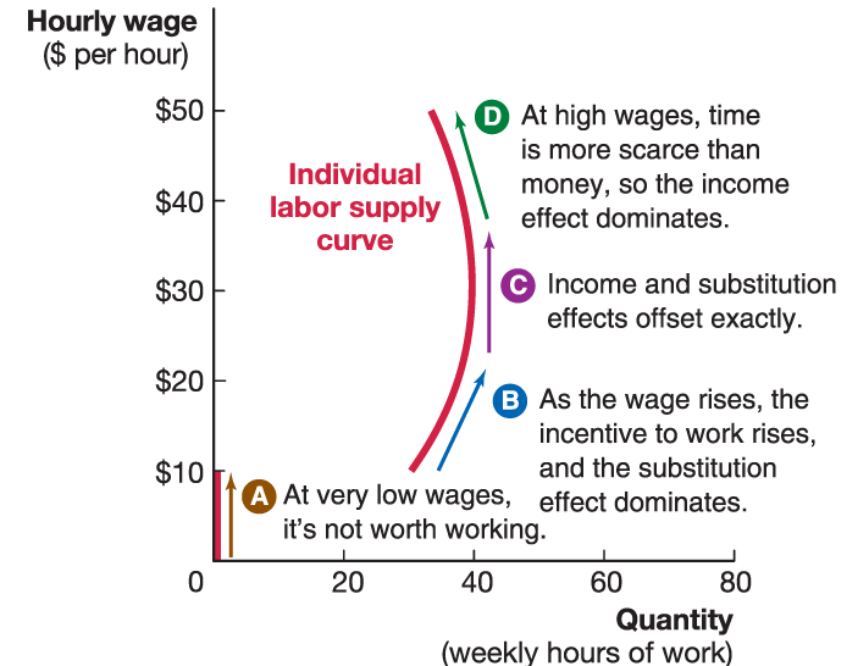 Hourly wage
($ per hour)
$50
$40
$30
$20
$10
0
20
40
60
80
Quantity
(weekly hours of work)
Individual
labor supply
curve
D At high wages, time
is more scarce than
money, so the income
effect dominates.
C Income and substitution
effects offset exactly.
B As the wage rises, the
incentive to work rises,
and the substitution
effect dominates.
A At very low wages,
it's not worth working.